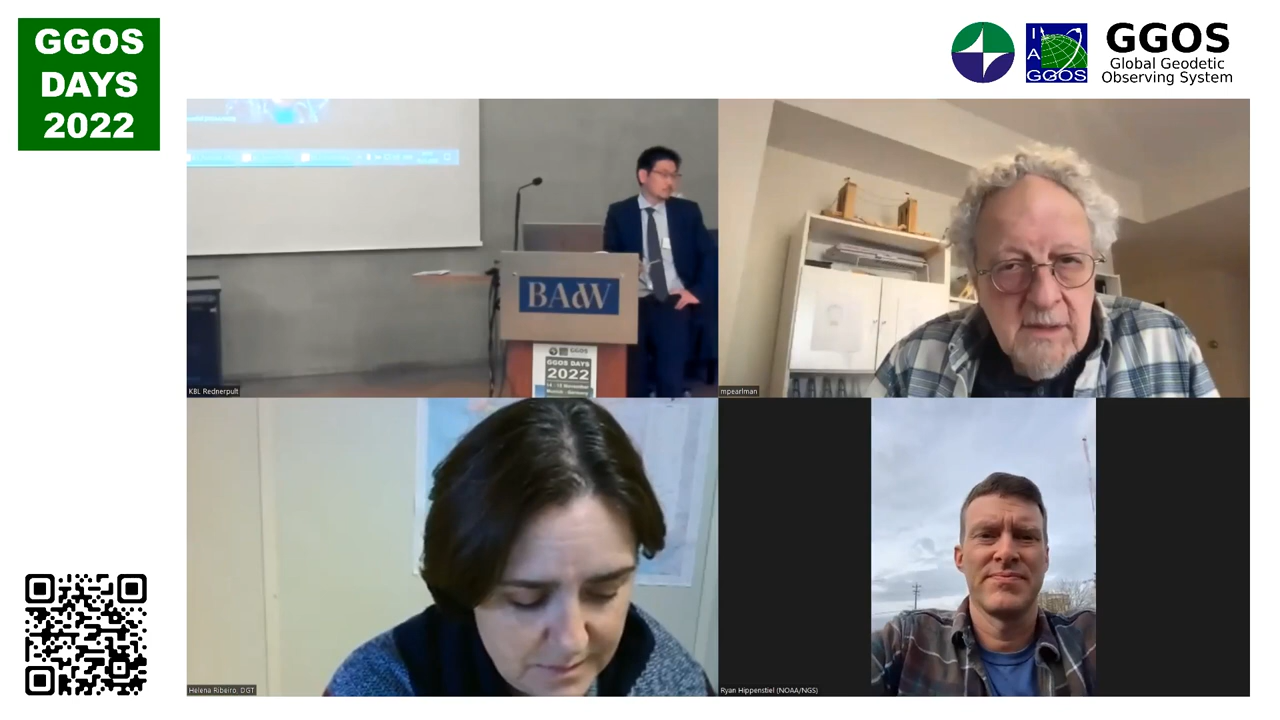 GGOS
DAYS
2022
I
A
GGOS
GGOS
Global Geodetic
Observing System
BAdW
GGOS
GGOS DAYS
2022
KBL Rednerpult
mpearlman
Helena Ribeiro, DGT
Ryan Hippenstiel (NOAA/NGS)